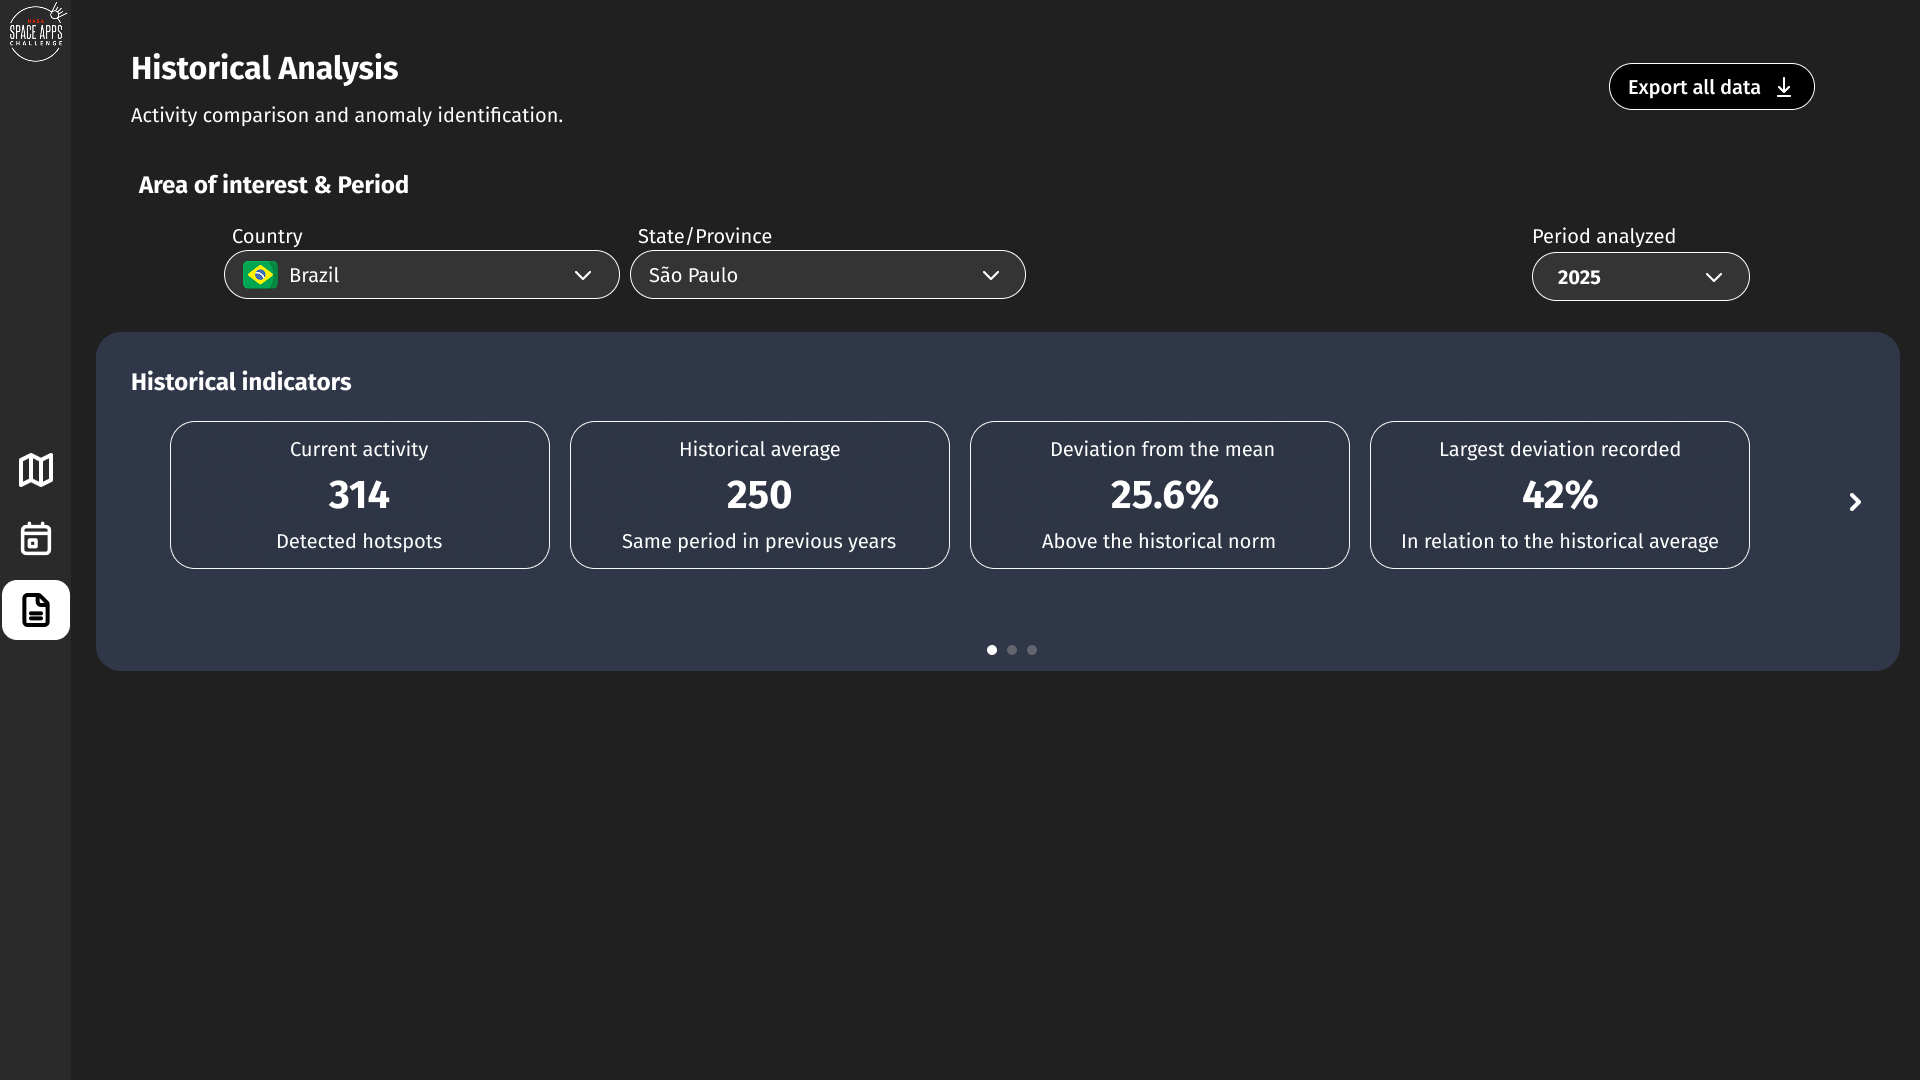 NASA
SPACE APPS
CHALLENGE
Historical Analysis
Activity comparison and anomaly identification.
Export all data
Area of interest & Period
Country
State/Province
Period analyzed
Brazil
São Paulo
2025
Historical indicators
Current activity
314
Detected hotspots
Historical average
250
Same period in previous years
Deviation from the mean
25.6%
Above the historical norm
Largest deviation recorded
42%
In relation to the historical average